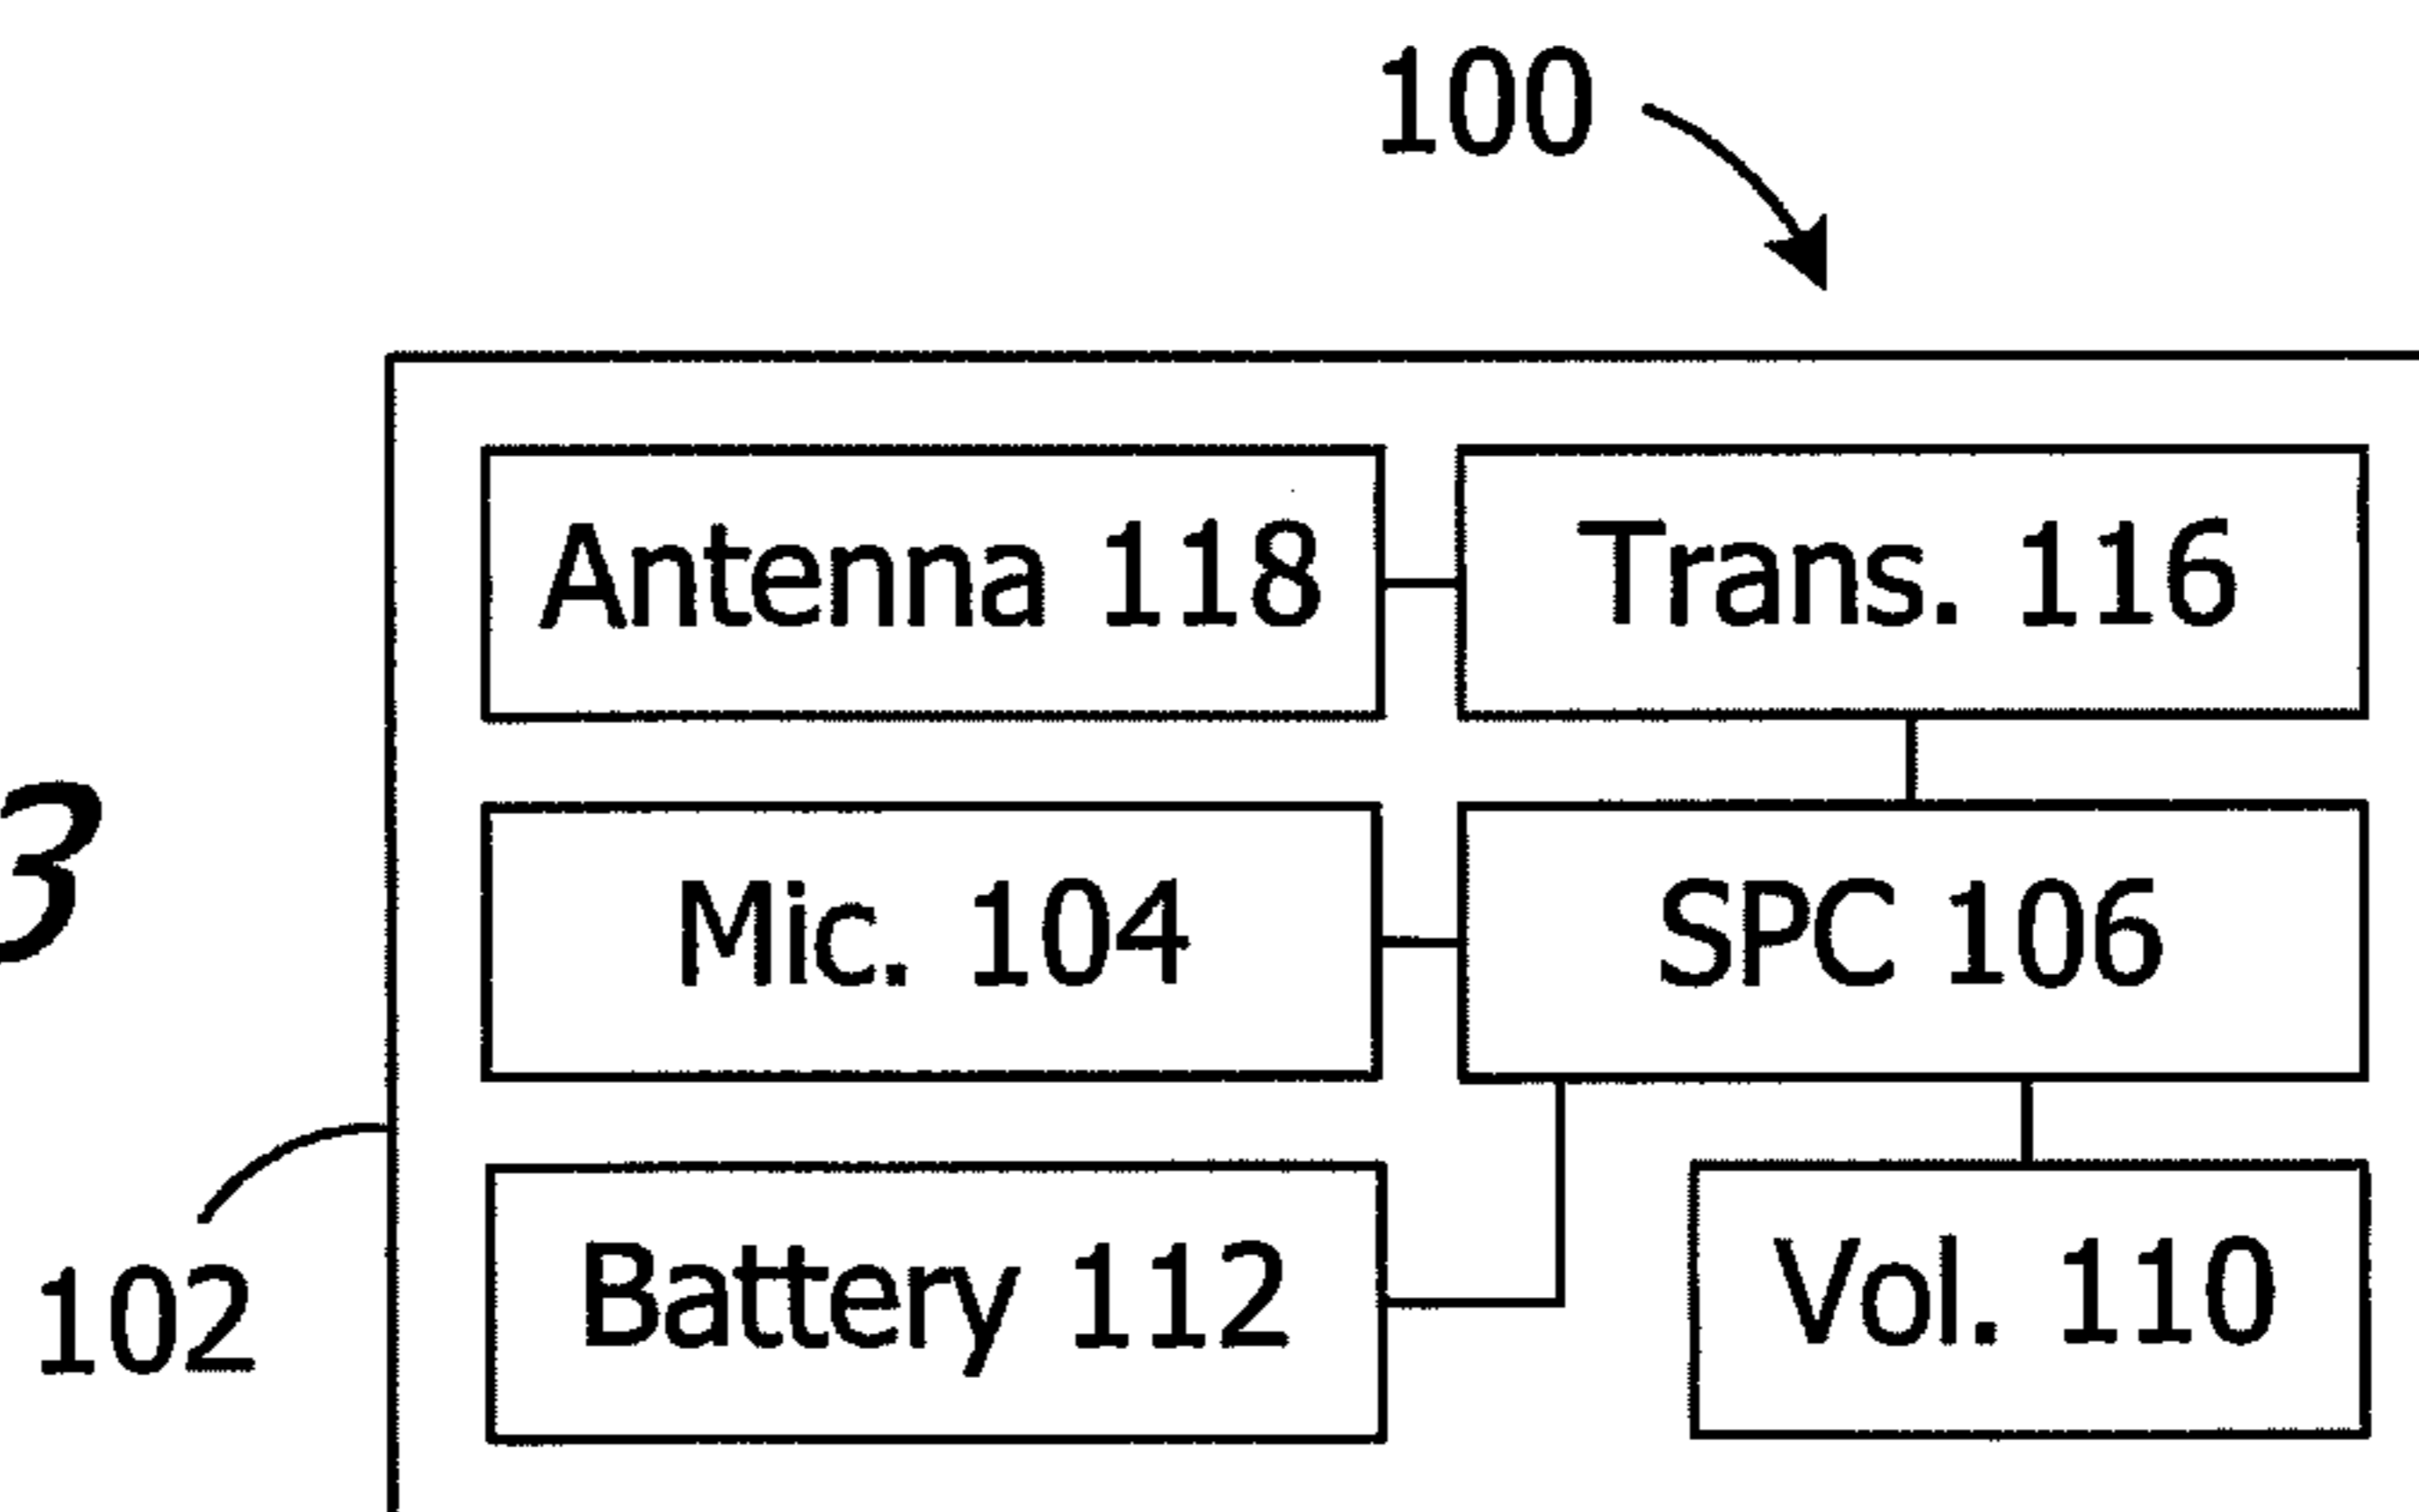 100
Antenna 118 Trans. 116
3
Mic. 104 SPC 106
102
Battery 112 Vol. 110